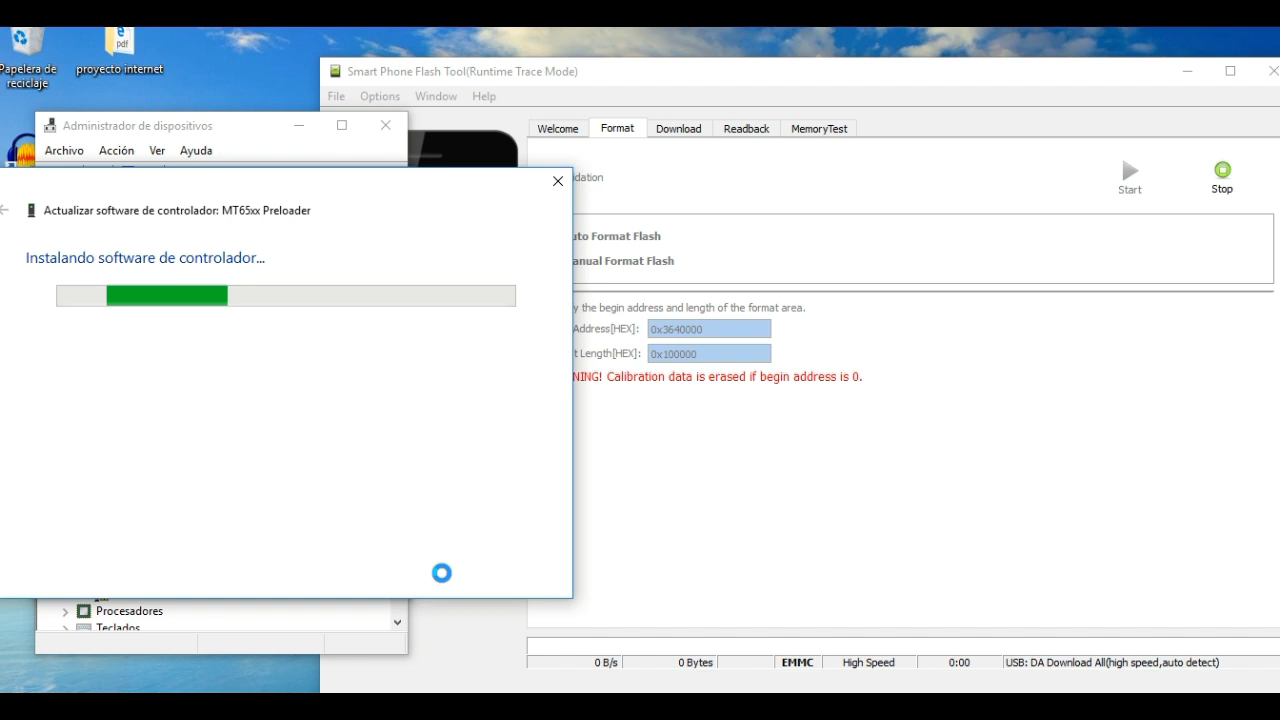 pdf
Papelera de
reciclaje
proyecto internet
Smart Phone Flash Tool(Runtime Trace Mode)
File Options Window Help
Administrador de dispositivos
Archivo Acción Ver Ayuda
Welcome Format Download Readback MemoryTest
dation
Start
Stop
Actualizar software de controlador: MT65xx Preloader
Instalando software de controlador...
uto Format Flash
anual Format Flash
y the begin address and length of the format area.
Address[HEX]: 0x3640000
t Length[HEX]: 0x100000
NING! Calibration data is erased if begin address is 0.
Procesadores
Teclados
0 B/s 0 Bytes EMMC High Speed 0:00 USB: DA Download All(high speed,auto detect)